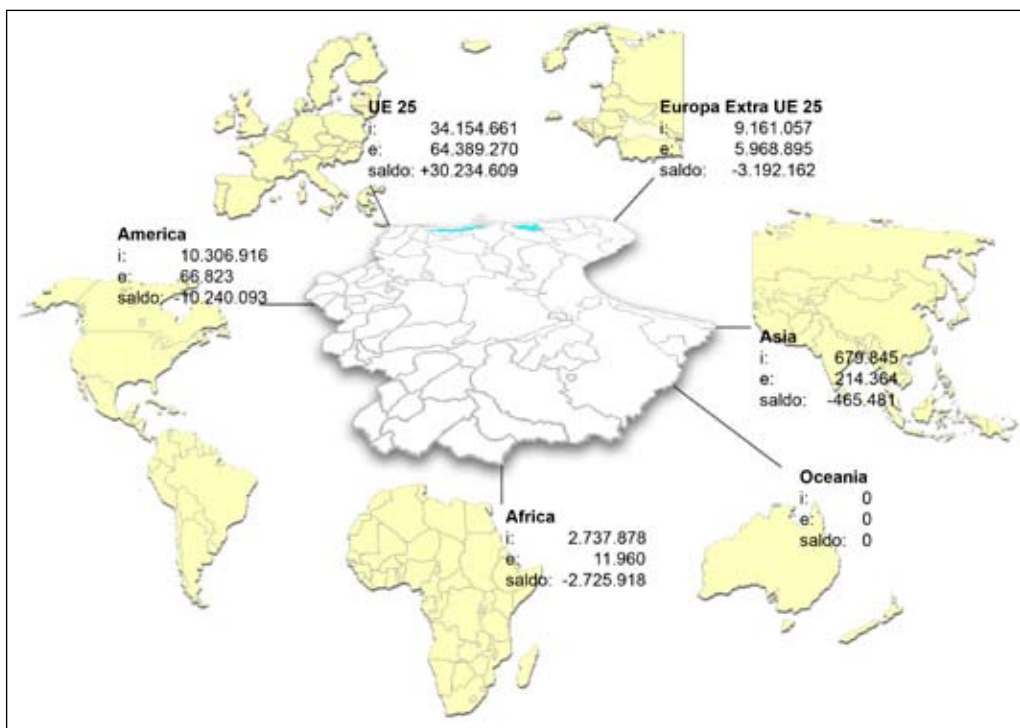 UE 25
i: 34.154.661
e: 64.389.270
saldo: +30.234.609
Europa Extra UE 25
i: 9.161.057
e: 5.968.895
saldo: -3.192.162
America
i: 10.306.916
e: 66.823
saldo: -10.240.093
Asia
i: 679.845
e: 214.364
saldo: -465.481
Oceania
i: 0
e: 0
saldo: 0
Africa
i: 2.737.878
e: 11.960
saldo: -2.725.918